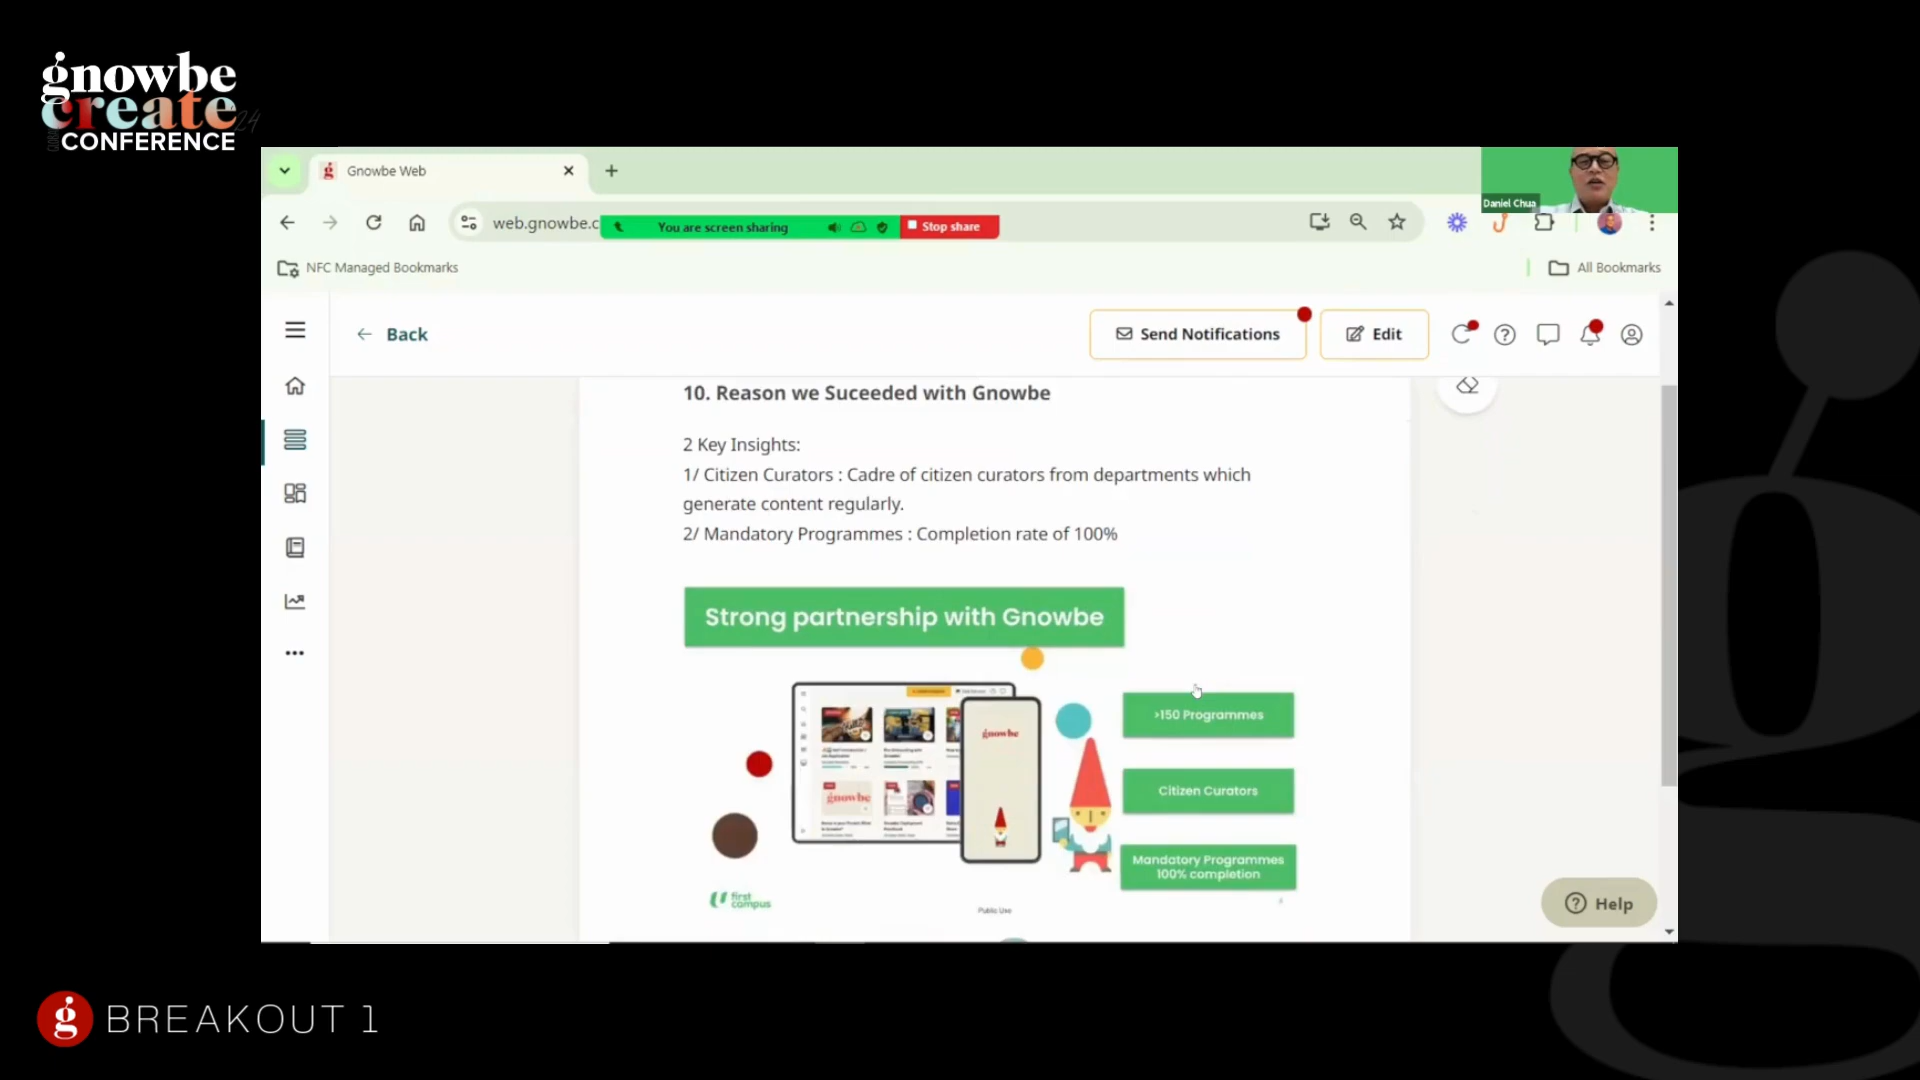 gnowbe
create '24
CONFERENCE
Gnowbe Web
Daniel Chua
web.gnowbe.c
You are screen sharing
Stop share
NFC Managed Bookmarks
All Bookmarks
Back
Send Notifications
Edit
10. Reason we Suceeded with Gnowbe
2 Key Insights:
1/ Citizen Curators : Cadre of citizen curators from departments which
generate content regularly.
2/ Mandatory Programmes : Completion rate of 100%
Strong partnership with Gnowbe
gnowbe
gnowbe
>150 Programmes
Citizen Curators
Mandatory Programmes
100% completion
first
campus
Public Use
Help
g BREAKOUT 1